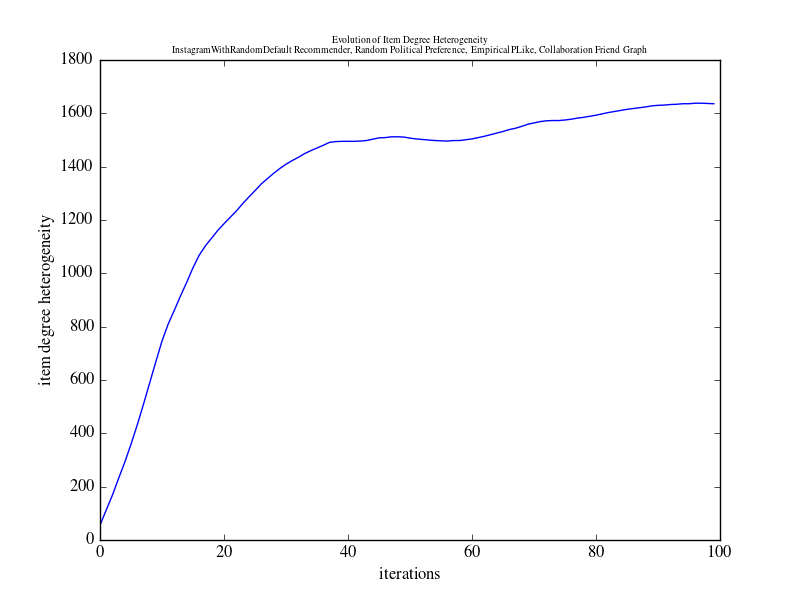 Evolution of Item Degree Heterogeneity
InstagramWithRandomDefault Recommender, Random Political Preference, EmpiricalPLike, Collaboration Friend Graph
1800
1600
1400
1200
1000
800
600
400
200
0
item degree heterogeneity
0 20 40 60 80 100
iterations